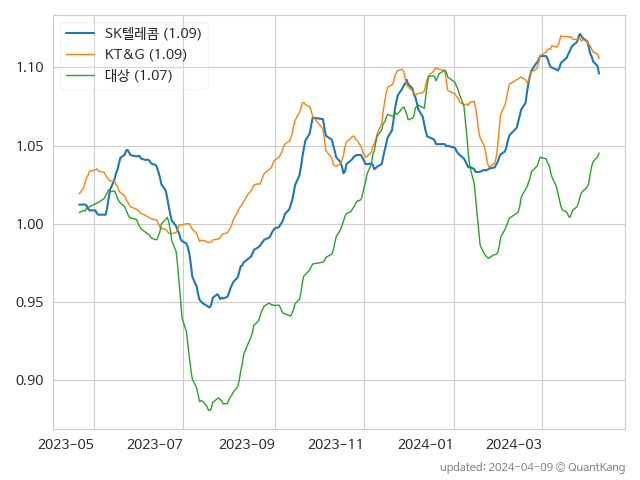 SK텔레콤 (1.09)
KT&G (1.09)
대상 (1.07)
1.10
1.05
1.00
0.95
0.90
2023-05 2023-07 2023-09 2023-11 2024-01 2024-03
updated: 2024-04-09 © QuantKang